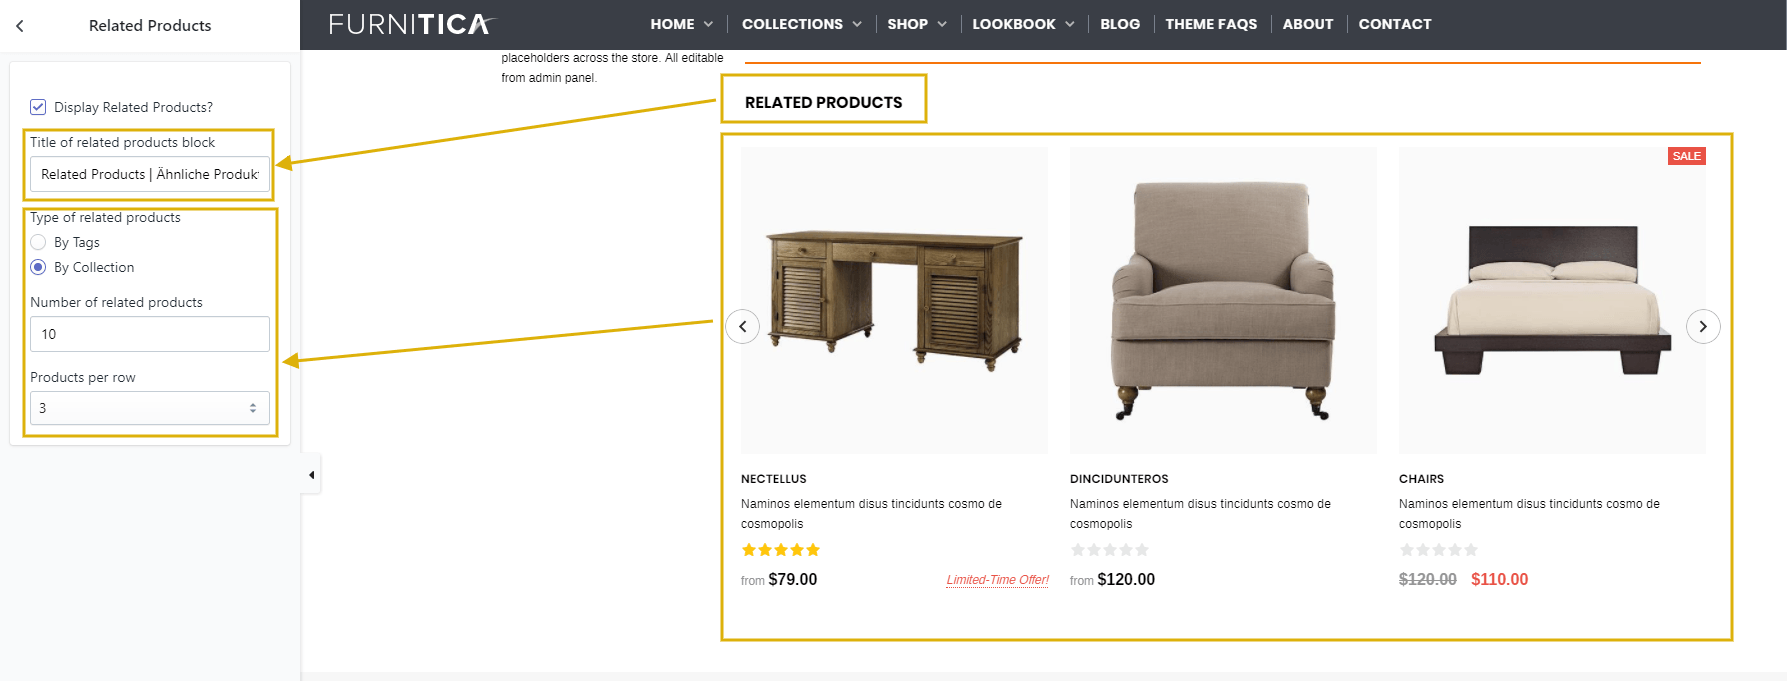 Related Products
Display Related Products?
Title of related products block
Related Products | Ähnliche Produk
Type of related products
By Tags
By Collection
Number of related products
10
Products per row
3
FURNITICA
HOME
COLLECTIONS
SHOP
LOOKBOOK
BLOG
THEME FAQS
ABOUT
CONTACT
placeholders across the store. All editable
from admin panel.
RELATED PRODUCTS
NECTELLUS
Naminos elementum disus tincidunts cosmo de
cosmopolis
from $79.00
Limited-Time Offer!
DINCIDUNTEROS
Naminos elementum disus tincidunts cosmo de
cosmopolis
from $120.00
SALE
CHAIRS
Naminos elementum disus tincidunts cosmo de
cosmopolis
$120.00 $110.00